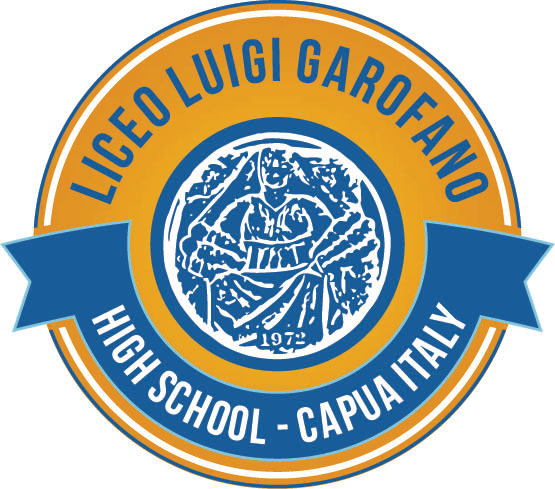 LICEO LUIGI GAROFANO
1972
HIGH SCHOOL - CAPUA ITALY